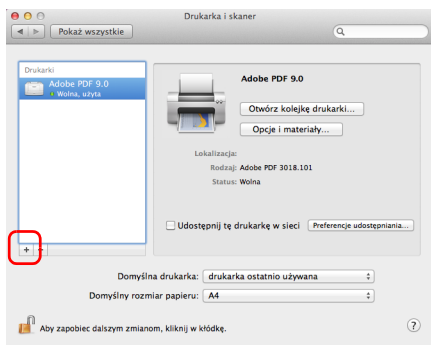 Drukarka i skaner
Pokaż wszystkie
Drukarki
Adobe PDF 9.0
Wolna, użyta
Adobe PDF 9.0
Otwórz kolejkę drukarki...
Opcje i materiały...
Lokalizacja:
Rodzaj: Adobe PDF 3018.101
Status: Wolna
Udostępnij tę drukarkę w sieci Preferencje udostępniania...
+ −
Domyślna drukarka: drukarka ostatnio używana
Domyślny rozmiar papieru: A4
Aby zapobiec dalszym zmianom, kliknij w kłódkę. ?